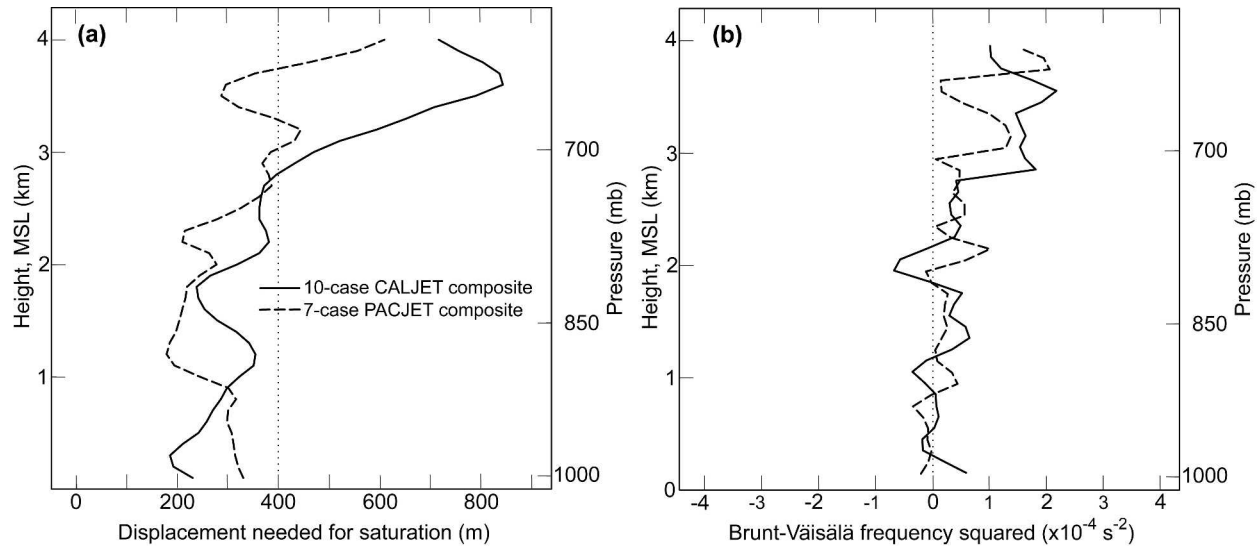 (a)
4
3
2
1
0
Height, MSL (km)
700
850
1000
Pressure (mb)
10-case CALJET composite
7-case PACJET composite
0 200 400 600 800
Displacement needed for saturation (m)
(b)
4
3
2
1
0
Height, MSL (km)
700
850
1000
Pressure (mb)
-4 -3 -2 -1 0 1 2 3 4
Brunt-Väisälä frequency squared (x10⁻⁴ s⁻²)